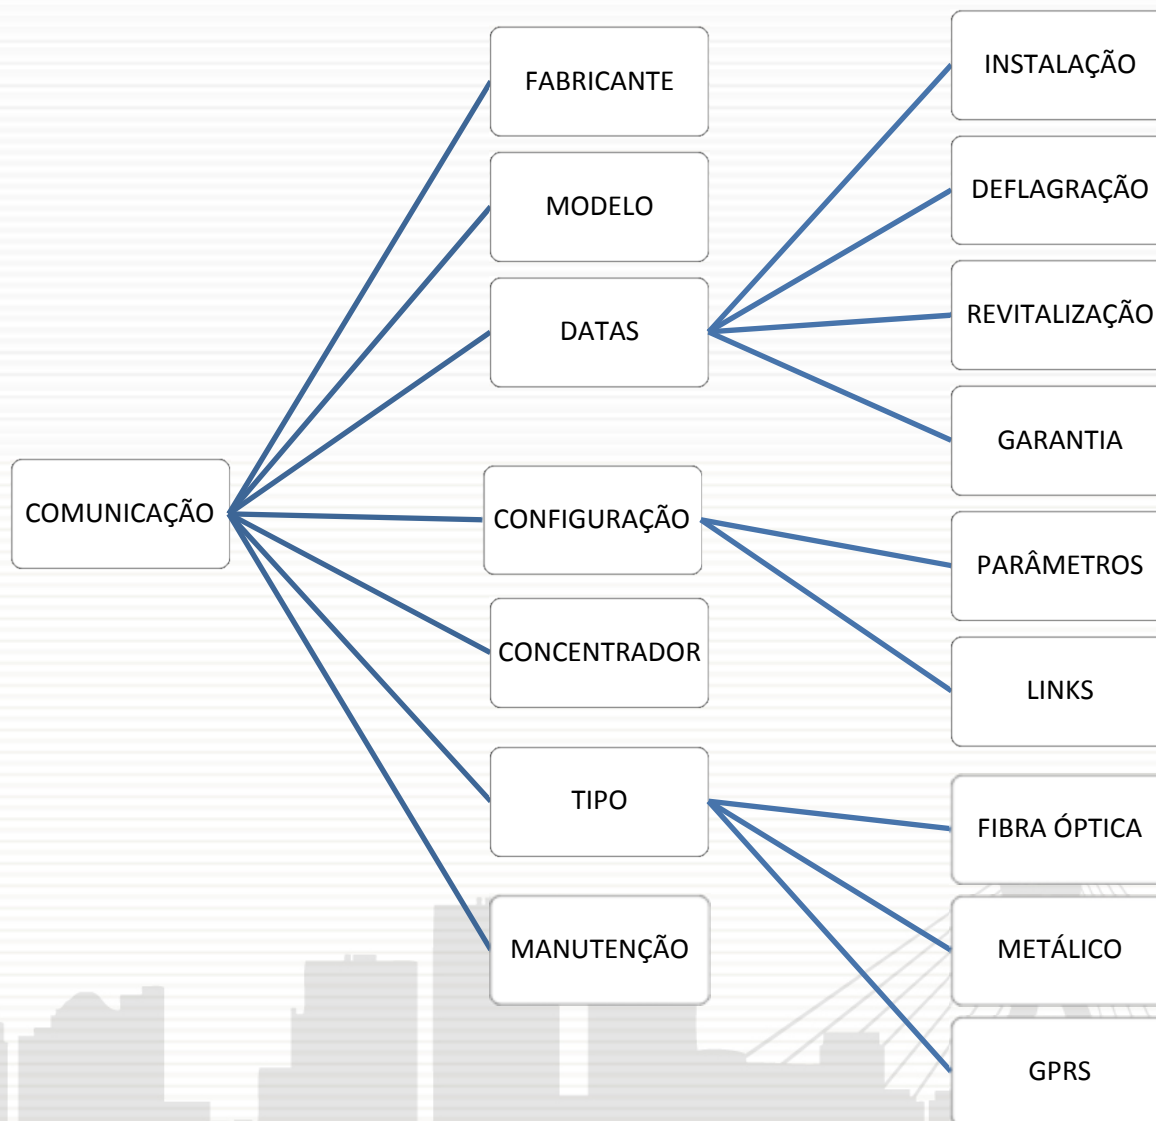 COMUNICAÇÃO
FABRICANTE
MODELO
DATAS
CONFIGURAÇÃO
CONCENTRADOR
TIPO
MANUTENÇÃO
INSTALAÇÃO
DEFLAGRAÇÃO
REVITALIZAÇÃO
GARANTIA
PARÂMETROS
LINKS
FIBRA ÓPTICA
METÁLICO
GPRS